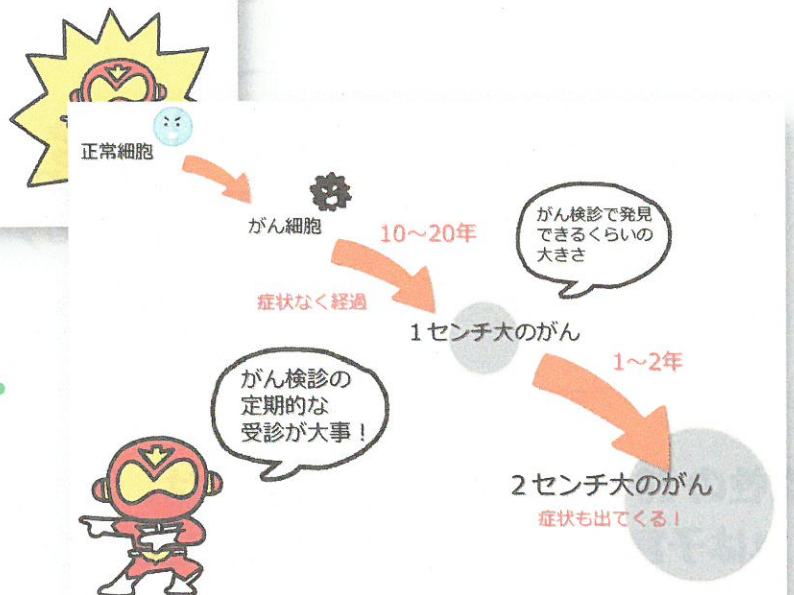 正常細胞
がん細胞
10～20年
がん検診で発見
できるくらいの
大きさ
症状なく経過
1センチ大のがん
1～2年
がん検診の
定期的な
受診が大事！
2センチ大のがん
症状も出てくる！